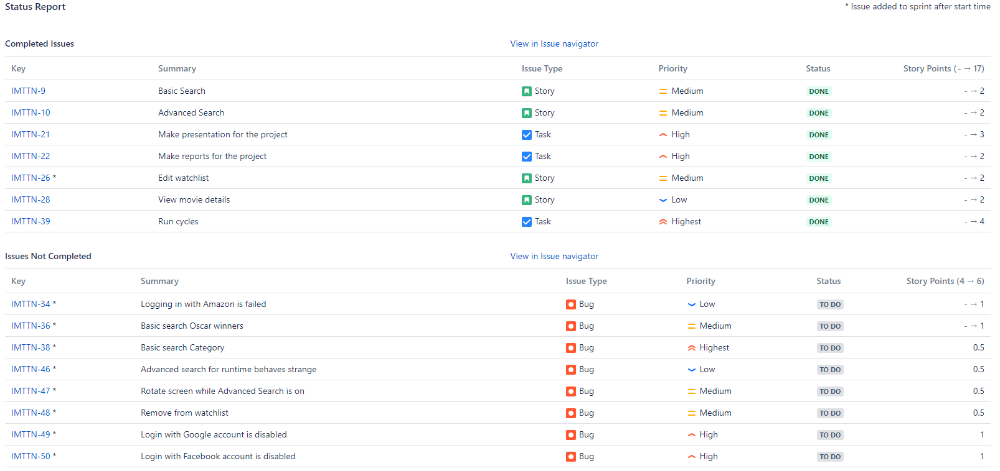 Status Report * Issue added to sprint after start time
Completed Issues View in Issue navigator
Key Summary Issue Type Priority Status Story Points (- → 17)
IMTTN-9 Basic Search Story Medium DONE - → 2
IMTTN-10 Advanced Search Story Medium DONE - → 2
IMTTN-21 Make presentation for the project Task High DONE - → 3
IMTTN-22 Make reports for the project Task High DONE - → 2
IMTTN-26 * Edit watchlist Story Medium DONE - → 2
IMTTN-28 View movie details Story Low DONE - → 2
IMTTN-39 Run cycles Task Highest DONE - → 4
Issues Not Completed View in Issue navigator
Key Summary Issue Type Priority Status Story Points (4 → 6)
IMTTN-34 * Logging in with Amazon is failed Bug Low TO DO - → 1
IMTTN-36 * Basic search Oscar winners Bug Medium TO DO - → 1
IMTTN-38 * Basic search Category Bug Highest TO DO 0.5
IMTTN-46 * Advanced search for runtime behaves strange Bug Low TO DO 0.5
IMTTN-47 * Rotate screen while Advanced Search is on Bug Medium TO DO 0.5
IMTTN-48 * Remove from watchlist Bug Medium TO DO 0.5
IMTTN-49 * Login with Google account is disabled Bug High TO DO 1
IMTTN-50 * Login with Facebook account is disabled Bug High TO DO 1